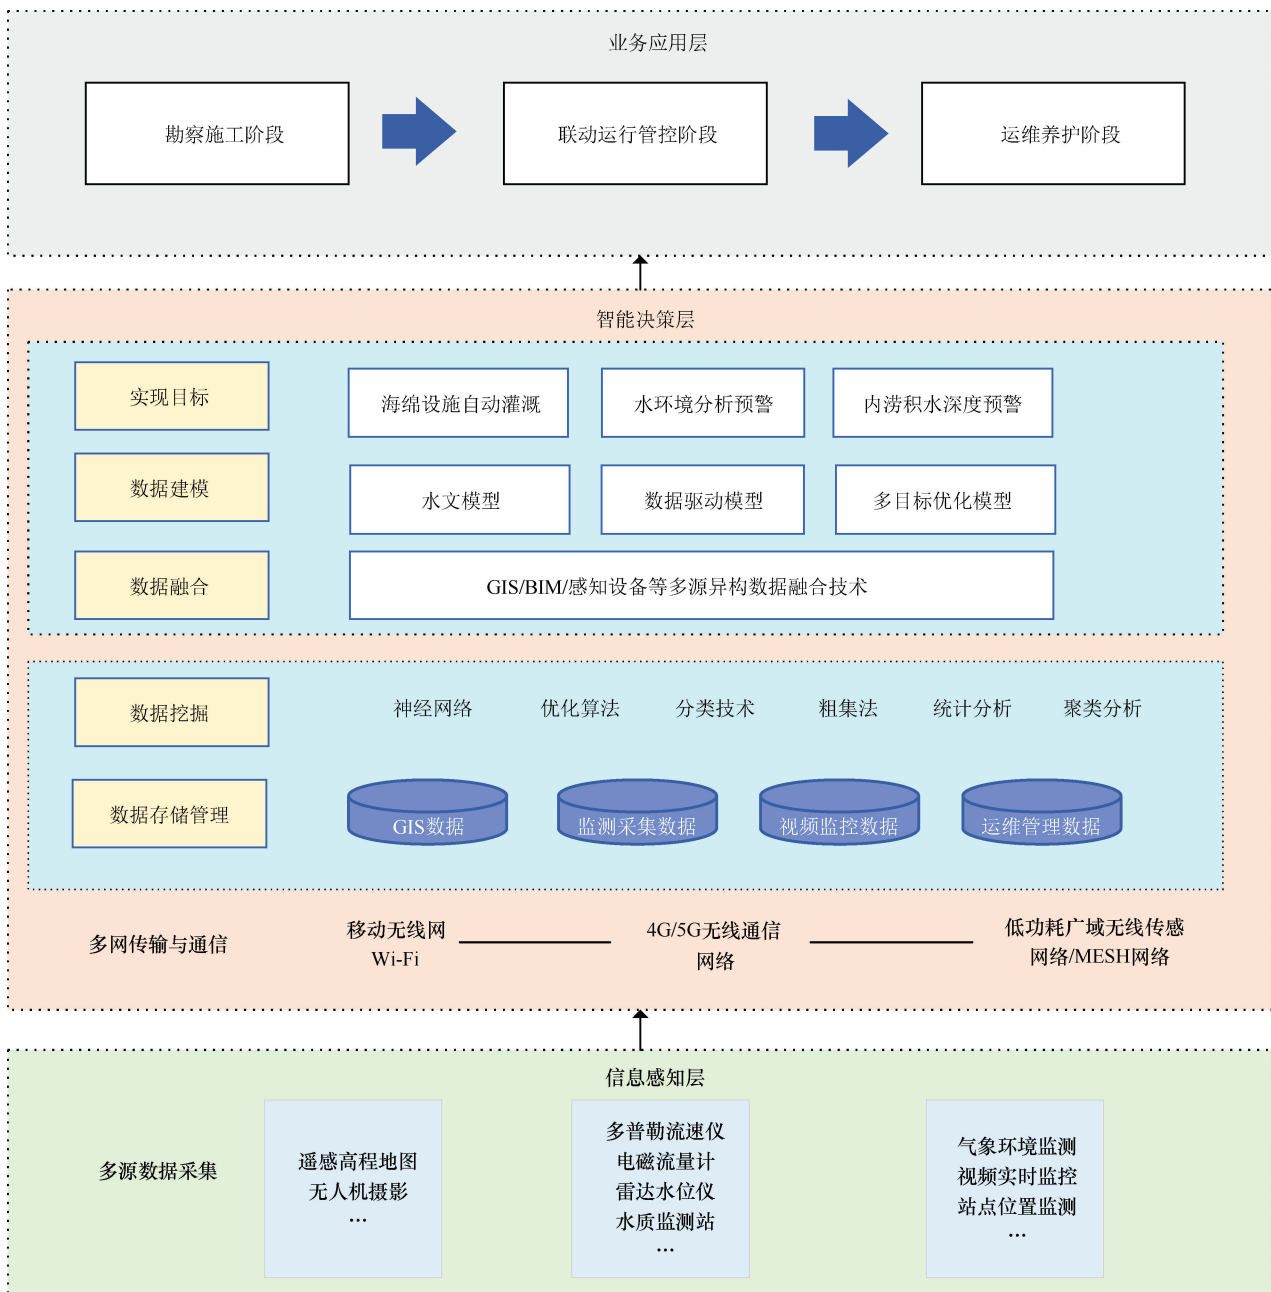 业务应用层
勘察施工阶段
联动运行管控阶段
运维养护阶段
智能决策层
实现目标
海绵设施自动灌溉
水环境分析预警
内涝积水深度预警
数据建模
水文模型
数据驱动模型
多目标优化模型
数据融合
GIS/BIM/感知设备等多源异构数据融合技术
数据挖掘
神经网络
优化算法
分类技术
粗集法
统计分析
聚类分析
数据存储管理
GIS数据
监测采集数据
视频监控数据
运维管理数据
多网传输与通信
移动无线网
Wi-Fi
4G/5G无线通信
网络
低功耗广域无线传感
网络/MESH网络
信息感知层
多源数据采集
遥感高程地图
无人机摄影
…
多普勒流速仪
电磁流量计
雷达水位仪
水质监测站
…
气象环境监测
视频实时监控
站点位置监测
…